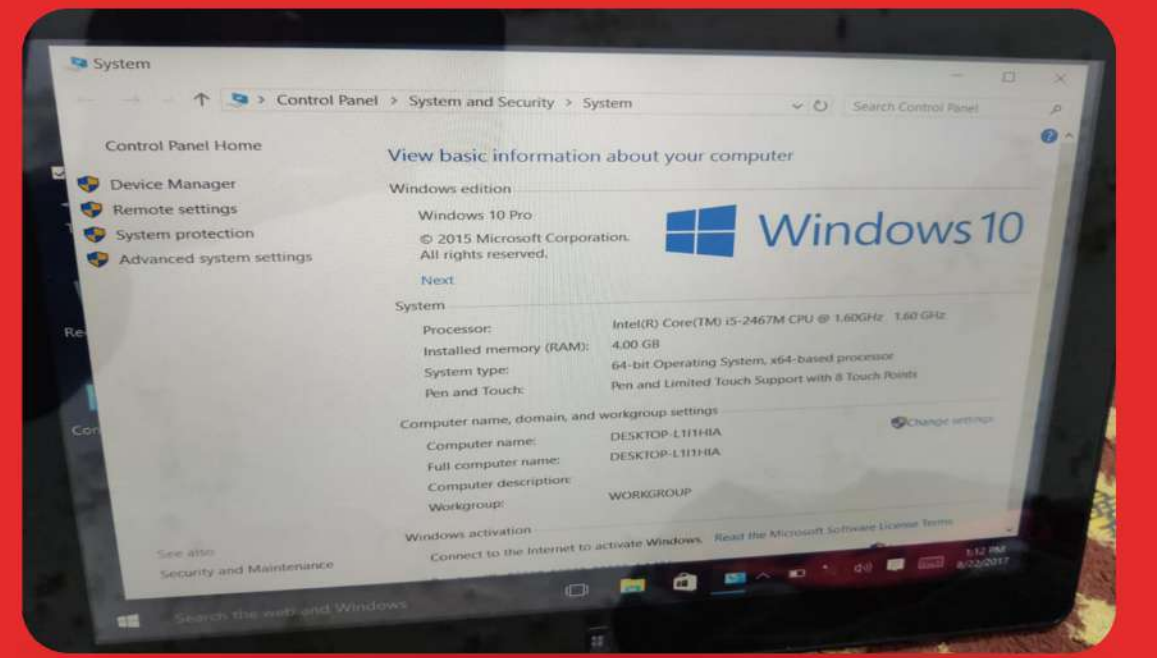 System
Control Panel > System and Security > System
Search Control Panel
Control Panel Home
Device Manager
Remote settings
System protection
Advanced system settings
See also
Security and Maintenance
View basic information about your computer
Windows edition
Windows 10 Pro
© 2015 Microsoft Corporation.
All rights reserved.
Next
Windows 10
System
Processor: Intel(R) Core(TM) i5-2467M CPU @ 1.60GHz 1.60 GHz
Installed memory (RAM): 4.00 GB
System type: 64-bit Operating System, x64-based processor
Pen and Touch: Pen and Limited Touch Support with 8 Touch Points
Computer name, domain, and workgroup settings
Computer name: DESKTOP-L1I1HIA
Change settings
Full computer name: DESKTOP-L1I1HIA
Computer description:
Workgroup: WORKGROUP
Windows activation
Connect to the Internet to activate Windows. Read the Microsoft Software License Terms
Search the web and Windows
1:12 PM
8/22/2017